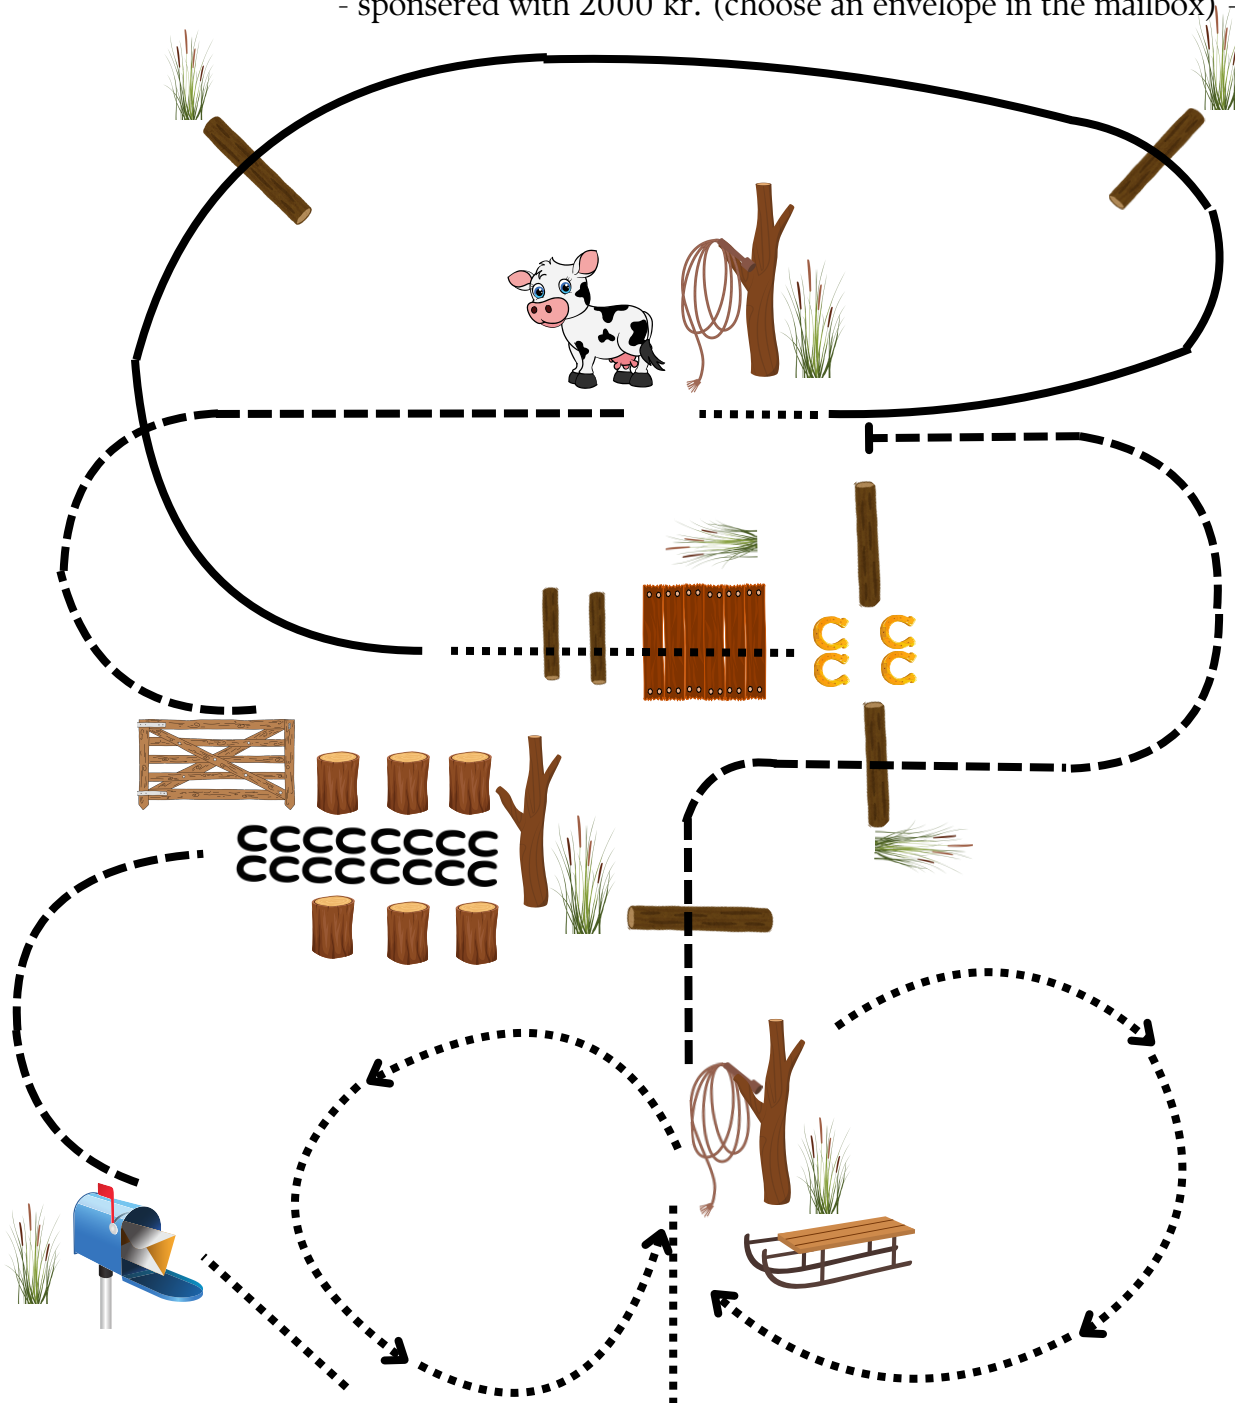 - sponsered with 2000 kr. (choose an envelope in the mailbox) -